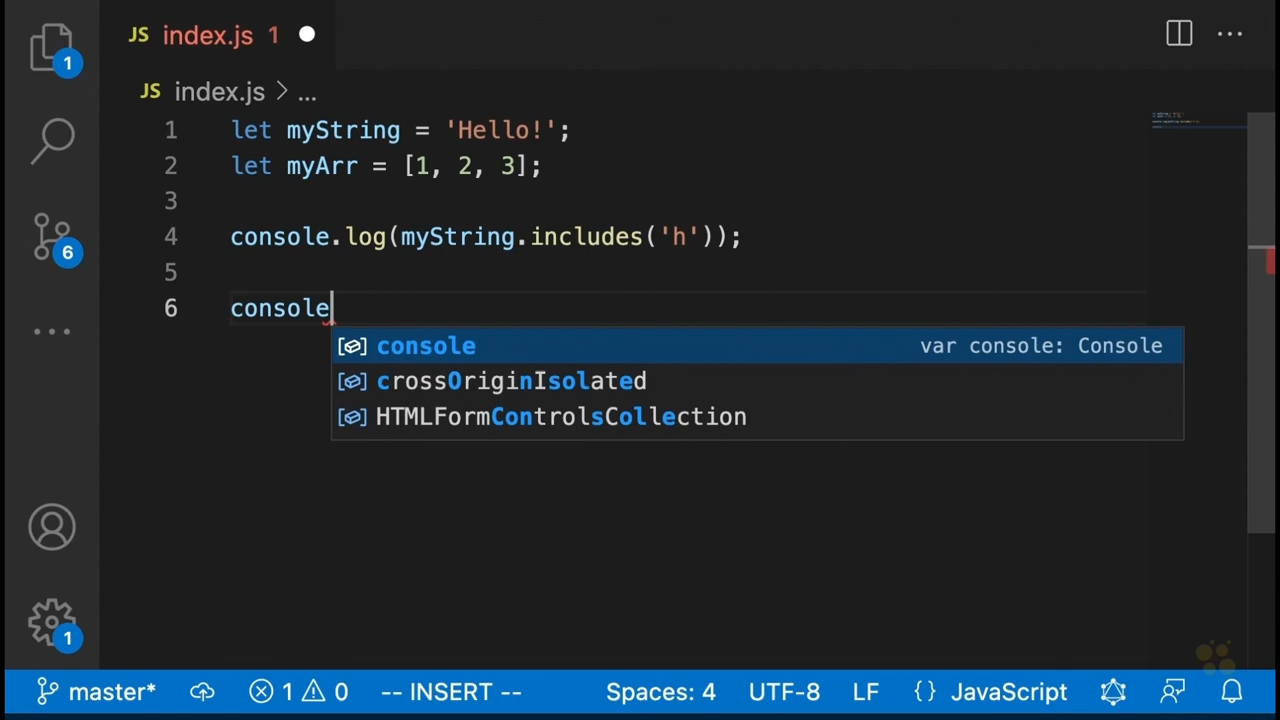 1
JS index.js 1
JS index.js > ...
1 let myString = 'Hello!';
2 let myArr = [1, 2, 3];
3
4 console.log(myString.includes('h'));
5
6 console
console var console: Console
crossOriginIsolated
HTMLFormControlsCollection
6
1
master* 1 0 -- INSERT -- Spaces: 4 UTF-8 LF {} JavaScript